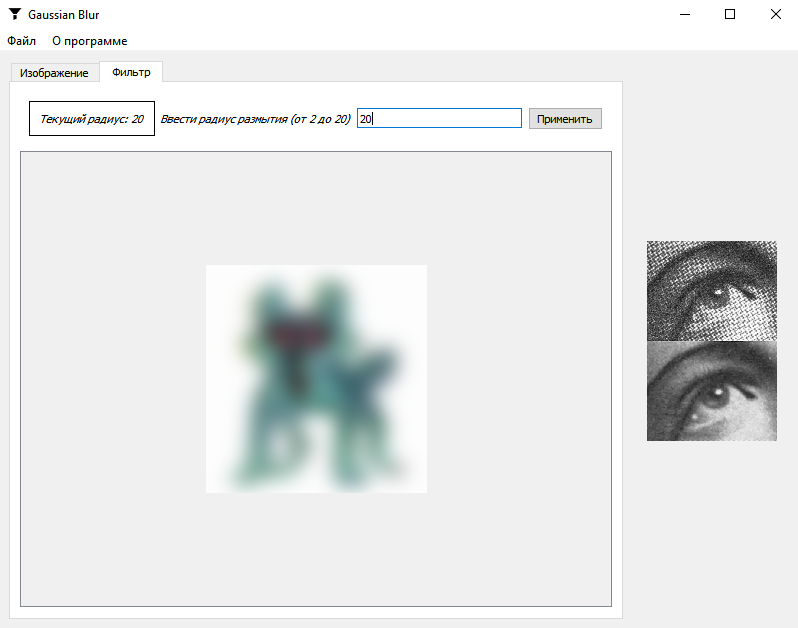 Gaussian Blur
Файл О программе
Изображение Фильтр
Текущий радиус: 20 Ввести радиус размытия (от 2 до 20) 20 Применить